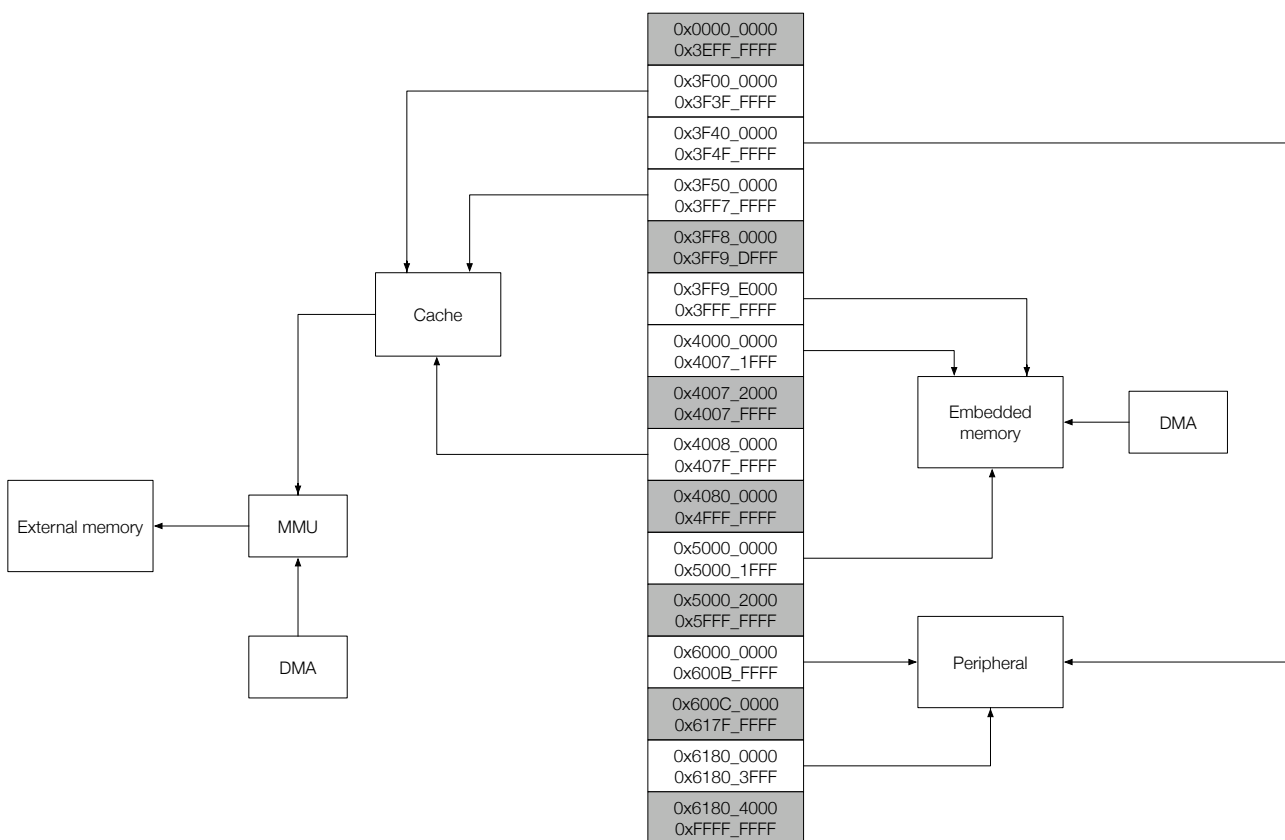 0x0000_0000
0x3EFF_FFFF
0x3F00_0000
0x3F3F_FFFF
0x3F40_0000
0x3F4F_FFFF
0x3F50_0000
0x3FF7_FFFF
0x3FF8_0000
0x3FF9_DFFF
0x3FF9_E000
0x3FFF_FFFF
0x4000_0000
0x4007_1FFF
0x4007_2000
0x4007_FFFF
0x4008_0000
0x407F_FFFF
0x4080_0000
0x4FFF_FFFF
0x5000_0000
0x5000_1FFF
0x5000_2000
0x5FFF_FFFF
0x6000_0000
0x600B_FFFF
0x600C_0000
0x617F_FFFF
0x6180_0000
0x6180_3FFF
0x6180_4000
0xFFFF_FFFF
Cache
External memory
MMU
DMA
Embedded
memory
DMA
Peripheral